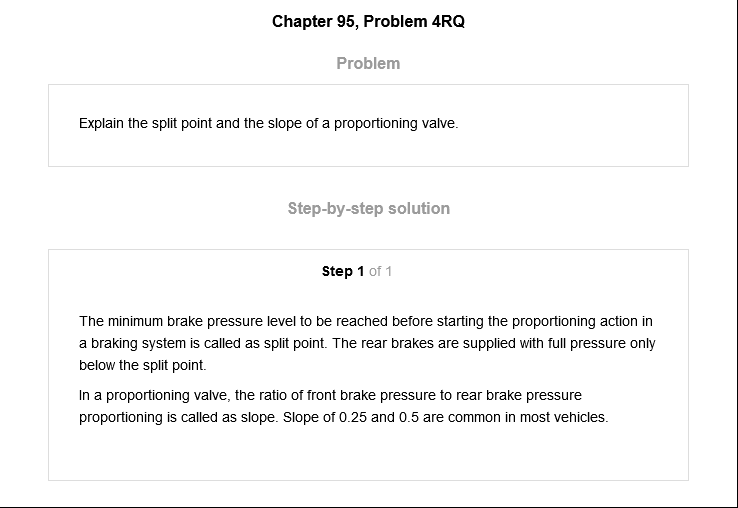 Chapter 95, Problem 4RQ
Problem
Explain the split point and the slope of a proportioning valve.
Step-by-step solution
Step 1 of 1
The minimum brake pressure level to be reached before starting the proportioning action in
a braking system is called as split point. The rear brakes are supplied with full pressure only
below the split point.
In a proportioning valve, the ratio of front brake pressure to rear brake pressure
proportioning is called as slope. Slope of 0.25 and 0.5 are common in most vehicles.